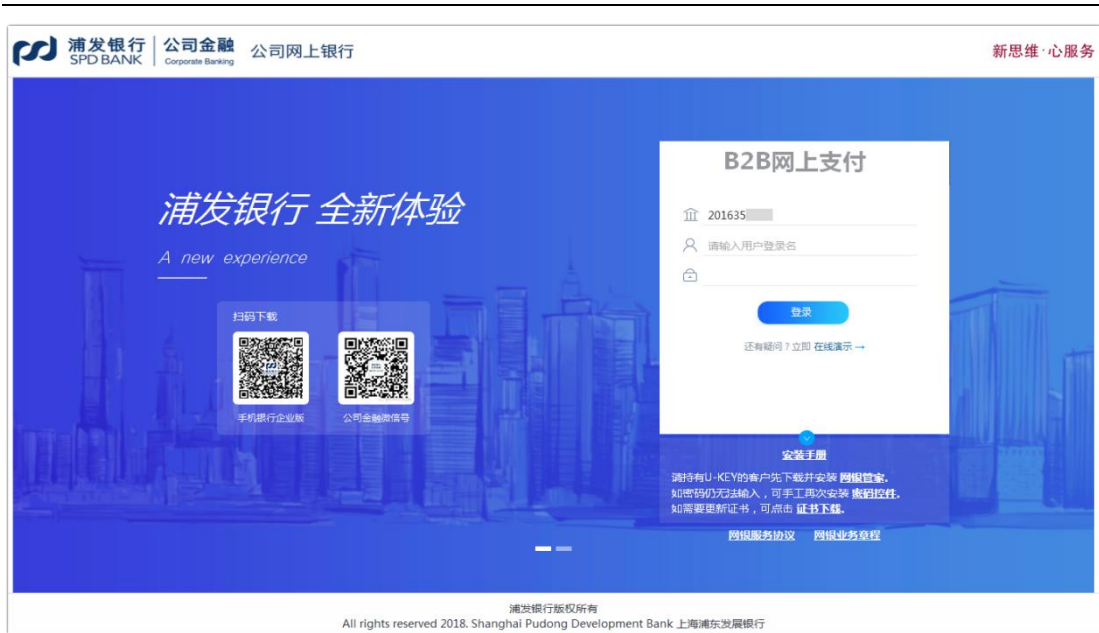 浦发银行 公司金融 公司网上银行
SPD BANK Corporate Banking
新思维·心服务
B2B网上支付
浦发银行 全新体验
A new experience
201635
请输入用户登录名
登录
还有疑问？立即 在线演示 →
扫码下载
手机银行企业版 公司金融微信号
安装手册
请持有U-KEY的客户先下载并安装 网银管家。
如密码仍无法输入，可手工再次安装 密码控件。
如需要更新证书，可点击 证书下载。
网银服务协议 网银业务章程
浦发银行版权所有
All rights reserved 2018. Shanghai Pudong Development Bank 上海浦东发展银行